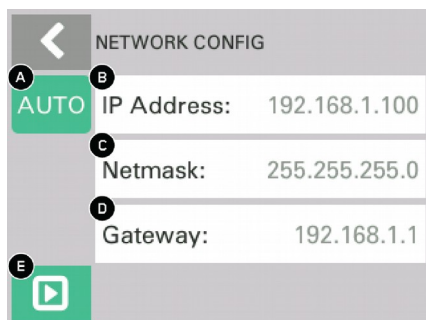 NETWORK CONFIG
A
B
AUTO
IP Address: 192.168.1.100
C
Netmask: 255.255.255.0
D
Gateway: 192.168.1.1
E